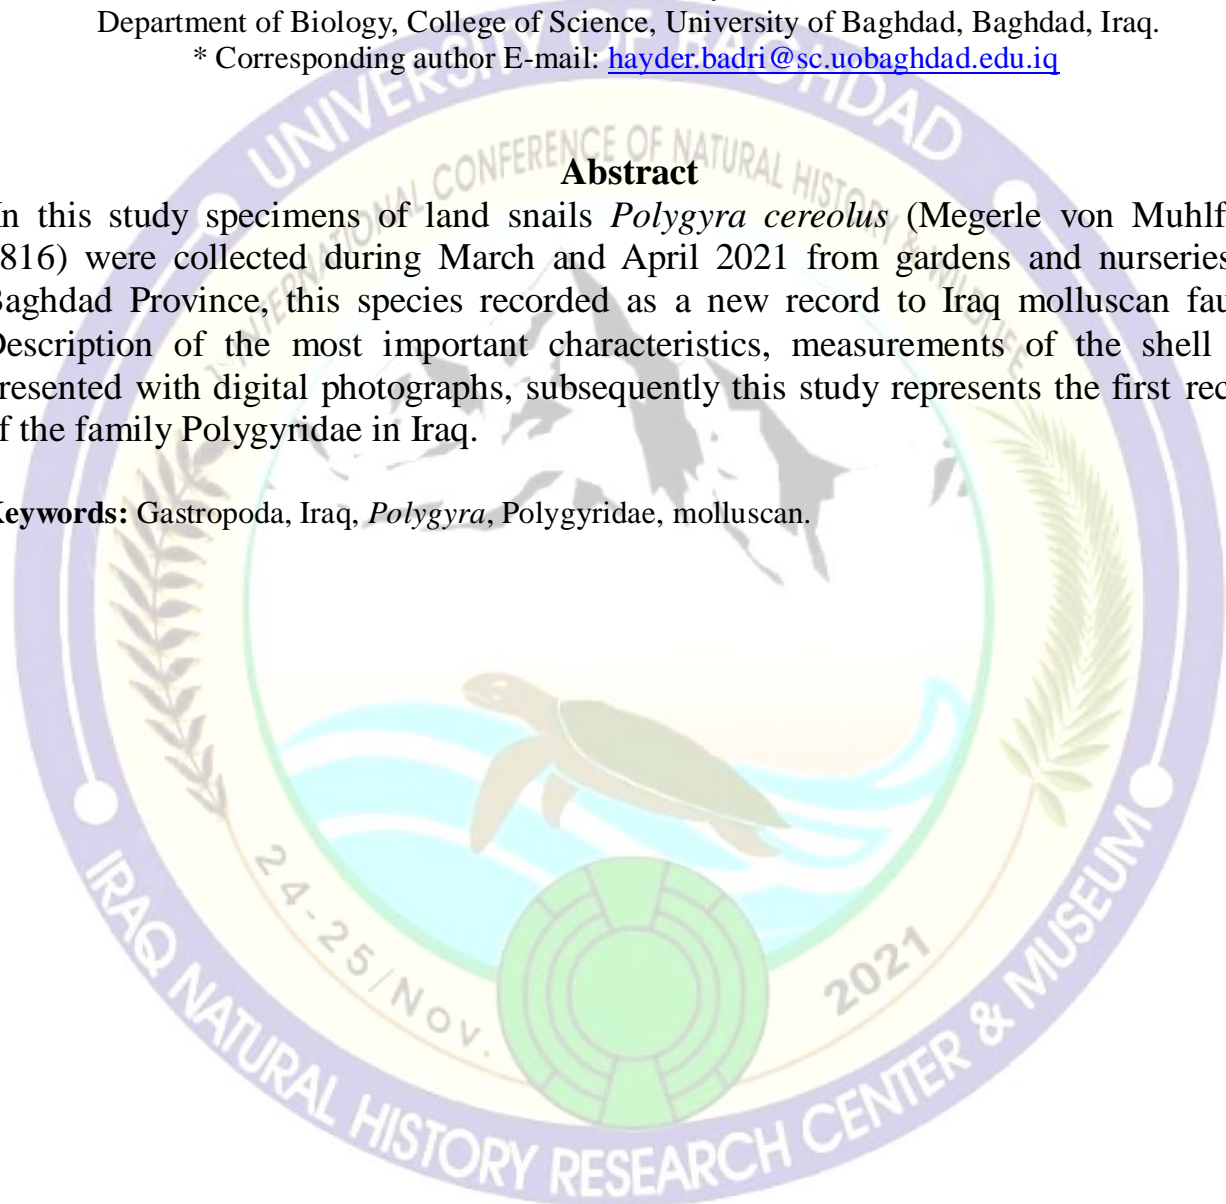 Department of Biology, College of Science, University of Baghdad, Baghdad, Iraq.
* Corresponding author E-mail: hayder.badri@sc.uobaghdad.edu.iq
Abstract
n this study specimens of land snails Polygyra cereolus (Megerle von Muhlf
816) were collected during March and April 2021 from gardens and nurseries
Baghdad Province, this species recorded as a new record to Iraq molluscan fau
Description of the most important characteristics, measurements of the shell
resented with digital photographs, subsequently this study represents the first rec
f the family Polygyridae in Iraq.
Keywords: Gastropoda, Iraq, Polygyra, Polygyridae, molluscan.
UNIVERSITY OF BAGHDAD
INTERNATIONAL CONFERENCE OF NATURAL HISTORY & WILDLIFE
24-25/Nov. 2021
IRAQ NATURAL HISTORY RESEARCH CENTER & MUSEUM